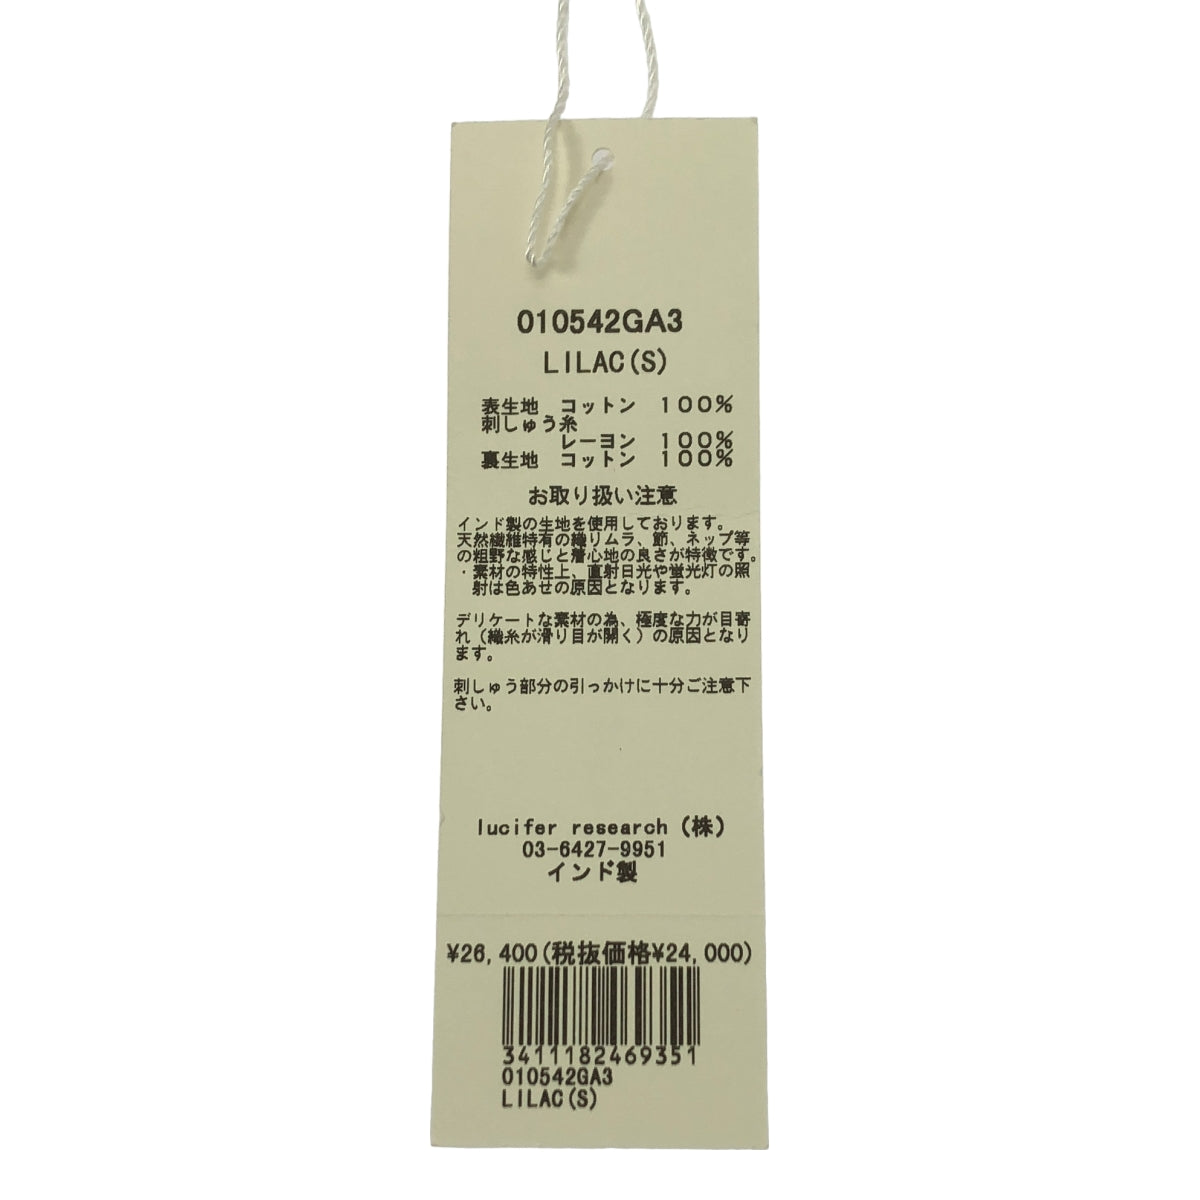 010542GA3
LILAC(S)
表生地 コットン 100%
刺しゅう糸
レーヨン 100%
裏生地 コットン 100%
お取り扱い注意
インド製の生地を使用しております。
天然繊維特有の織りムラ、節、ネップ等
の粗野な感じと着心地の良さが特徴です。
・素材の特性上、直射日光や蛍光灯の照
射は色あせの原因となります。
デリケートな素材の為、極度な力が目寄
れ(織糸が滑り目が開く)の原因となり
ます。
刺しゅう部分の引っかけに十分ご注意下
さい。
lucifer research(株)
03-6427-9951
インド製
¥26,400(税抜価格¥24,000)
3411182469351
010542GA3
LILAC(S)